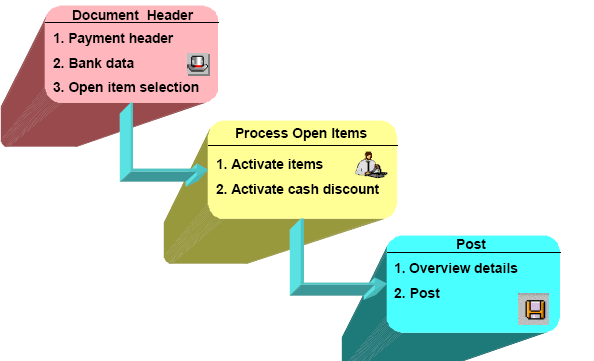 Document Header
1. Payment header
2. Bank data
3. Open item selection
Process Open Items
1. Activate items
2. Activate cash discount
Post
1. Overview details
2. Post